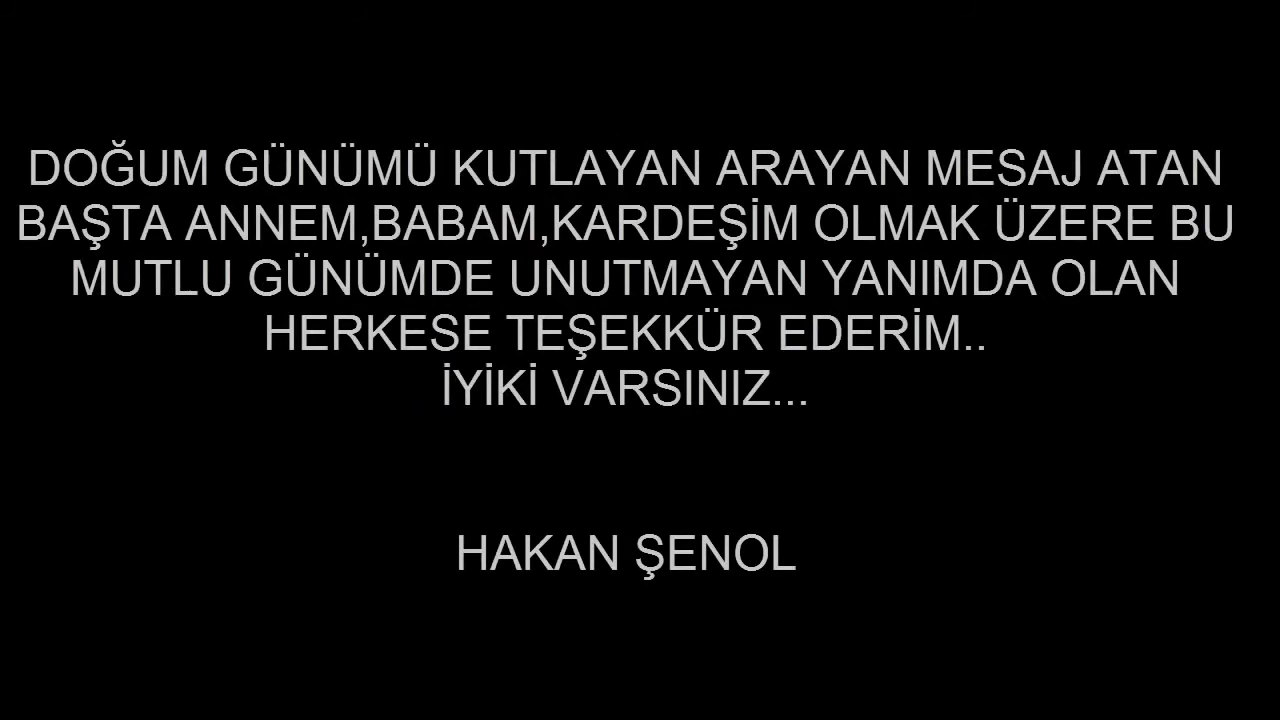 DOĞUM GÜNÜMÜ KUTLAYAN ARAYAN MESAJ ATAN
BAŞTA ANNEM,BABAM,KARDEŞİM OLMAK ÜZERE BU
MUTLU GÜNÜMDE UNUTMAYAN YANIMDA OLAN
HERKESE TEŞEKKÜR EDERİM..
İYİKİ VARSINIZ...
HAKAN ŞENOL